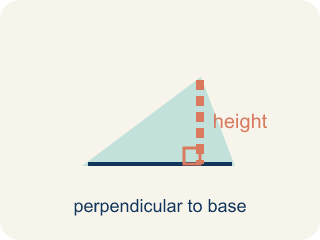 height
perpendicular to base